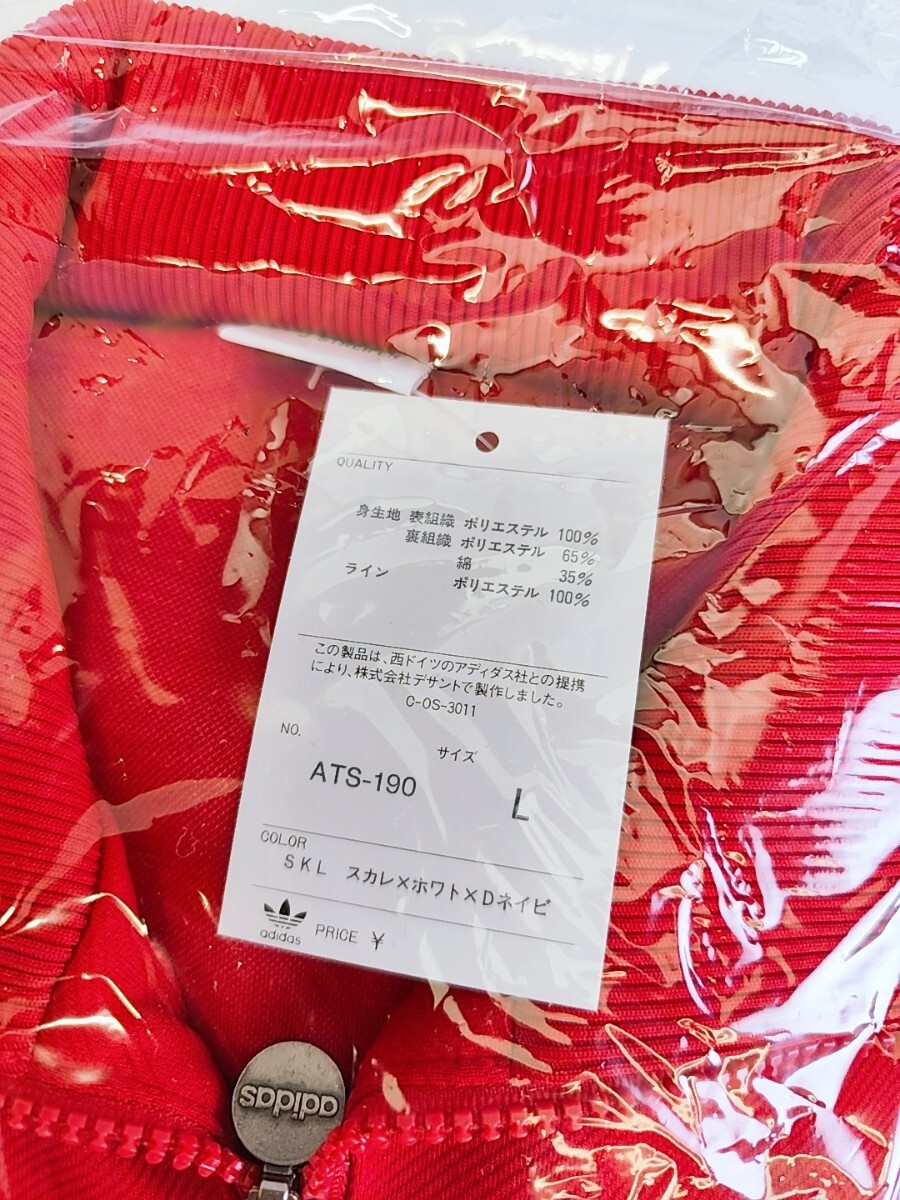 QUALITY
身生地 表組織 ポリエステル 100%
裏組織 ポリエステル 65%
綿 35%
ライン ポリエステル 100%
この製品は、西ドイツのアディダス社との提携
により、株式会社デサントで製作しました。
C-OS-3011
NO.
サイズ
ATS-190
L
COLOR
SKL スカレ×ホワト×Dネイビ
adidas PRICE ¥
adidas